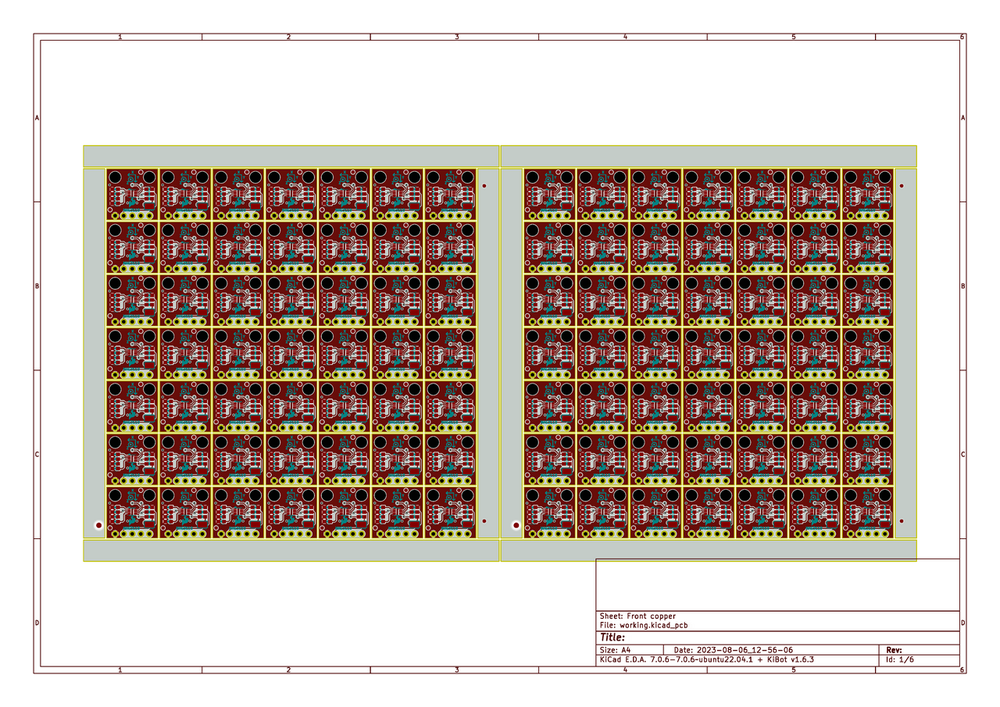 1 2 3 4 5 6
A A
B B
C C
D D
Sheet: Front copper
File: working.kicad_pcb
Title:
Size: A4 Date: 2023-08-06_12-56-06 Rev:
KiCad E.D.A. 7.0.6-7.0.6-ubuntu22.04.1 + KiBot v1.6.3 Id: 1/6
1 2 3 4 5 6